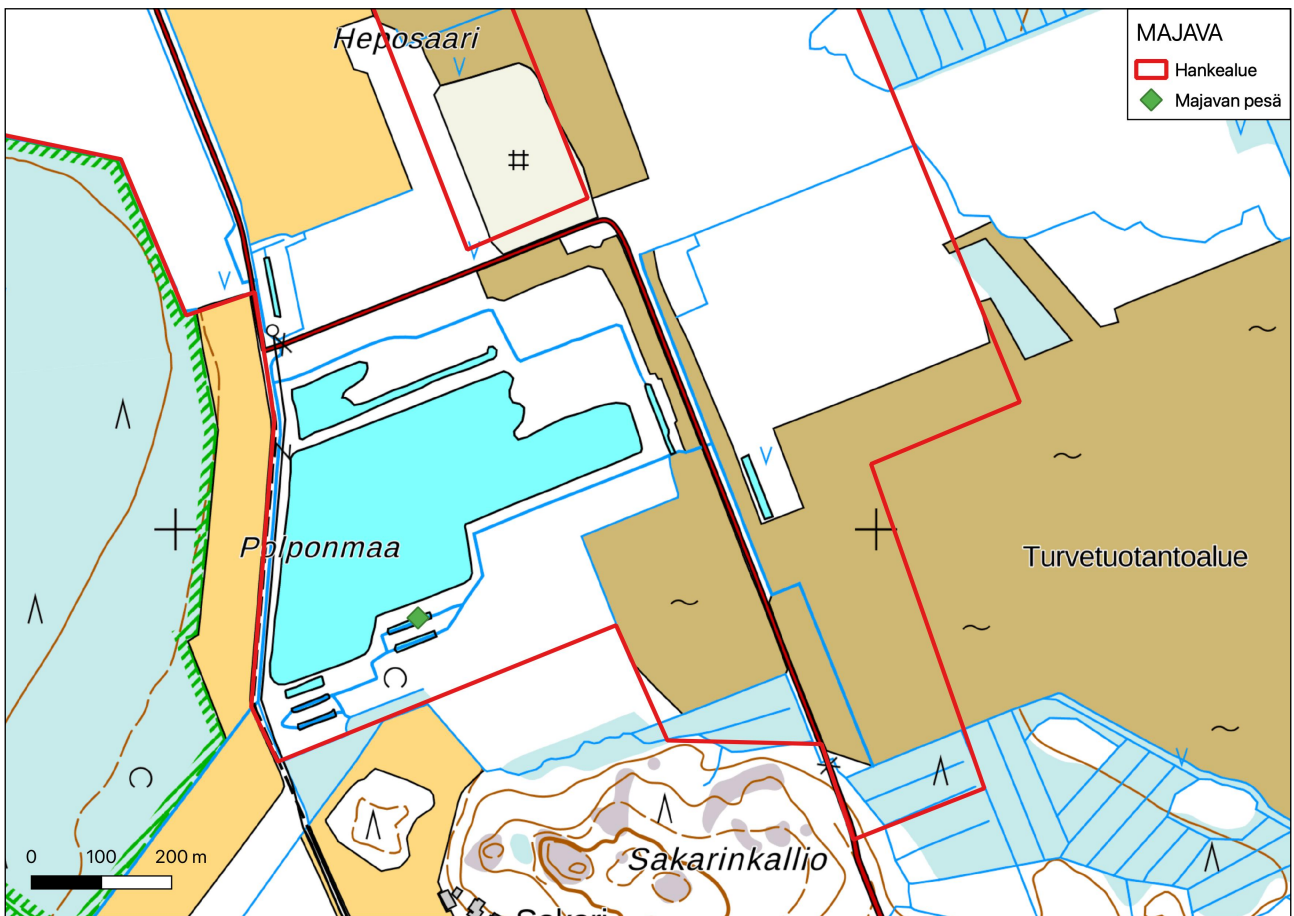 Heposaari
MAJAVA
Hankealue
Majavan pesä
Polponmaa
Turvetuotantoalue
Sakarinkallio
0 100 200 m